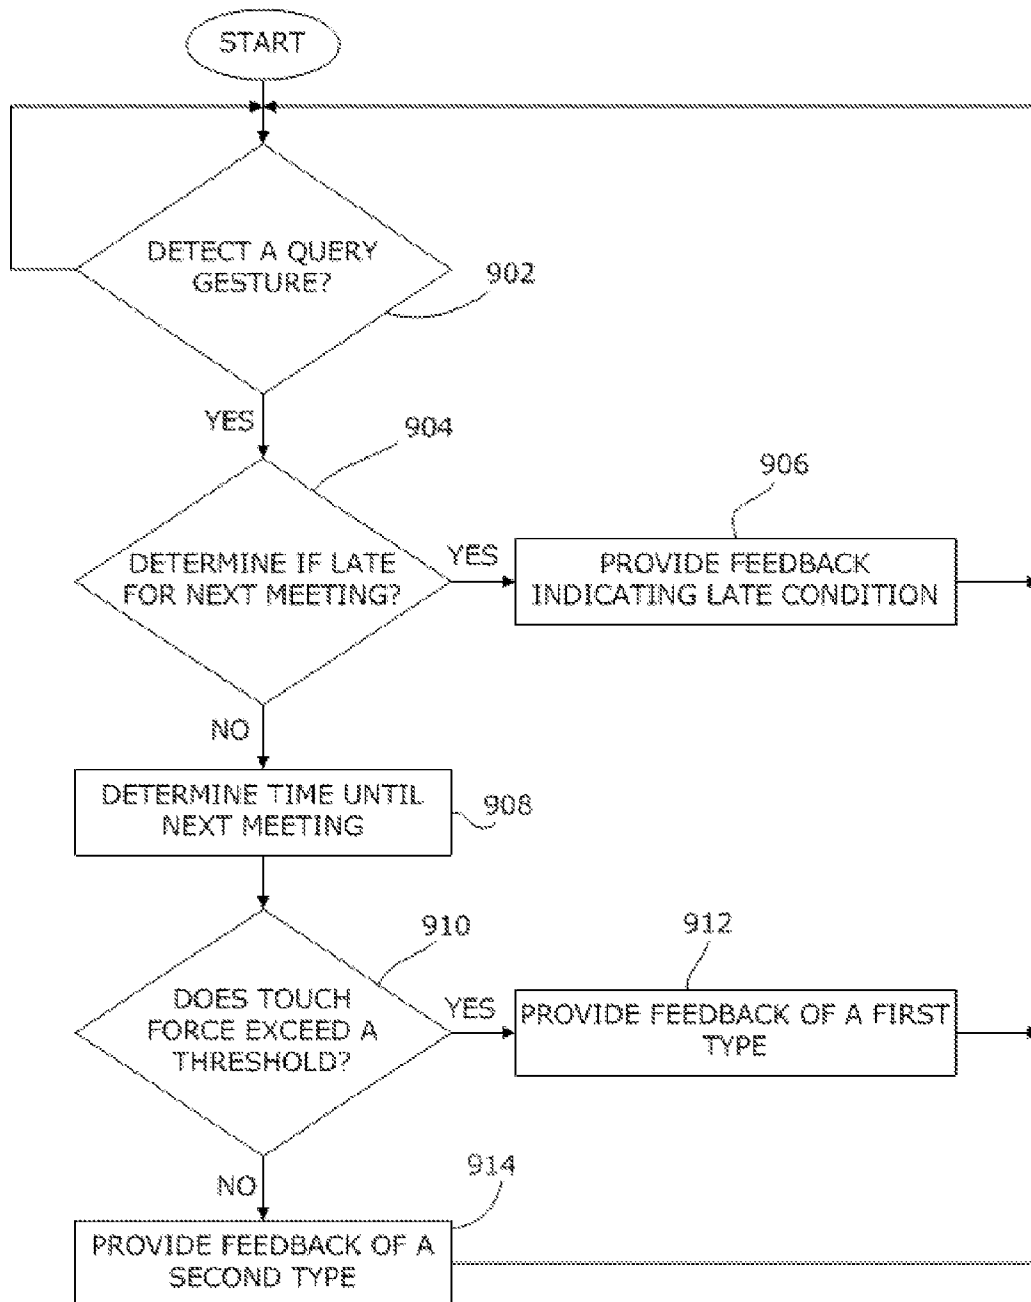 START
DETECT A QUERY
GESTURE?
902
YES
904
DETERMINE IF LATE
FOR NEXT MEETING?
YES
906
PROVIDE FEEDBACK
INDICATING LATE CONDITION
NO
DETERMINE TIME UNTIL
NEXT MEETING
908
910
DOES TOUCH
FORCE EXCEED A
THRESHOLD?
YES
912
PROVIDE FEEDBACK OF A FIRST
TYPE
NO
914
PROVIDE FEEDBACK OF A
SECOND TYPE